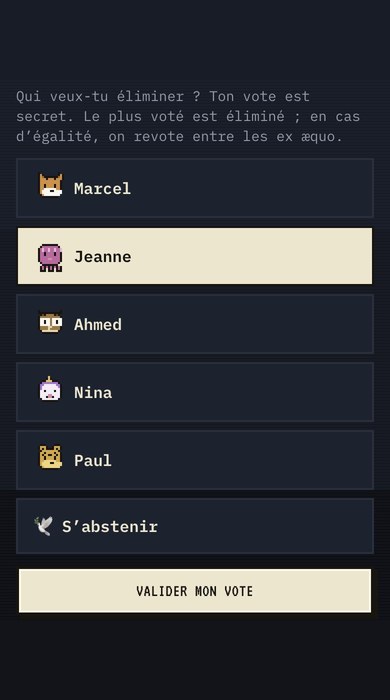 Qui veux-tu éliminer ? Ton vote est
secret. Le plus voté est éliminé ; en cas
d’égalité, on revote entre les ex æquo.
Marcel
Jeanne
Ahmed
Nina
Paul
S’abstenir
VALIDER MON VOTE